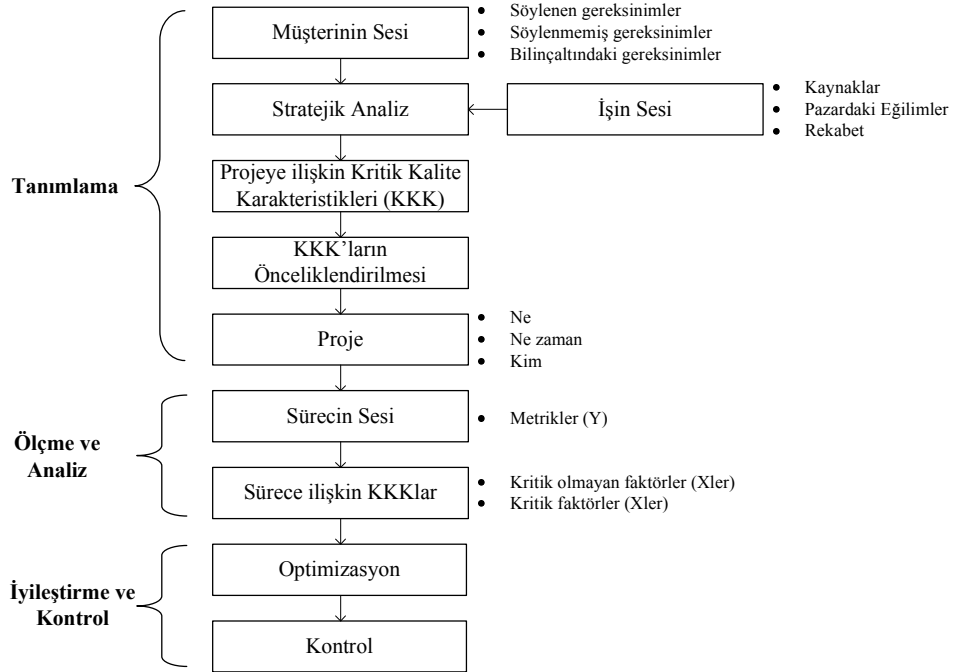 Müşterinin Sesi
• Söylenen gereksinimler
• Söylenmemiş gereksinimler
• Bilinçaltındaki gereksinimler
Stratejik Analiz
İşin Sesi
• Kaynaklar
• Pazardaki Eğilimler
• Rekabet
Tanımlama
Projeye ilişkin Kritik Kalite
Karakteristikleri (KKK)
KKK’ların
Önceliklendirilmesi
Proje
• Ne
• Ne zaman
• Kim
Ölçme ve
Analiz
Sürecin Sesi
• Metrikler (Y)
Sürece ilişkin KKKlar
• Kritik olmayan faktörler (Xler)
• Kritik faktörler (Xler)
İyileştirme ve
Kontrol
Optimizasyon
Kontrol